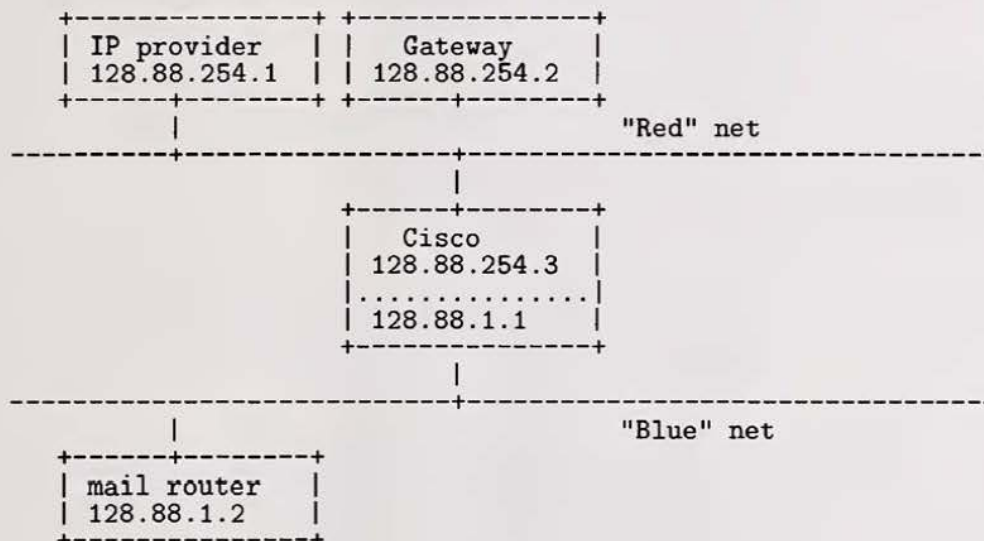 IP provider Gateway
128.88.254.1 128.88.254.2
"Red" net
Cisco
128.88.254.3
...............
128.88.1.1
"Blue" net
mail router
128.88.1.2